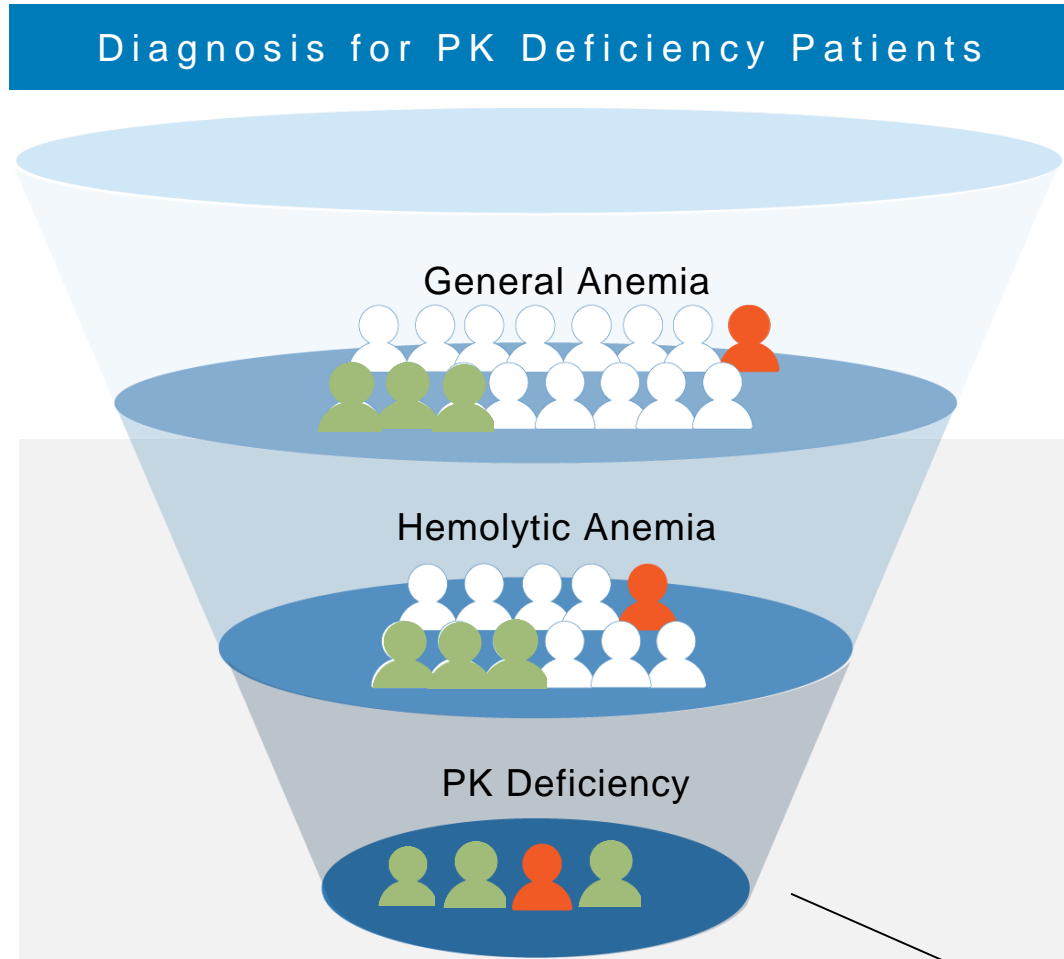 Diagnosis for PK Deficiency Patients
General Anemia
Hemolytic Anemia
PK Deficiency